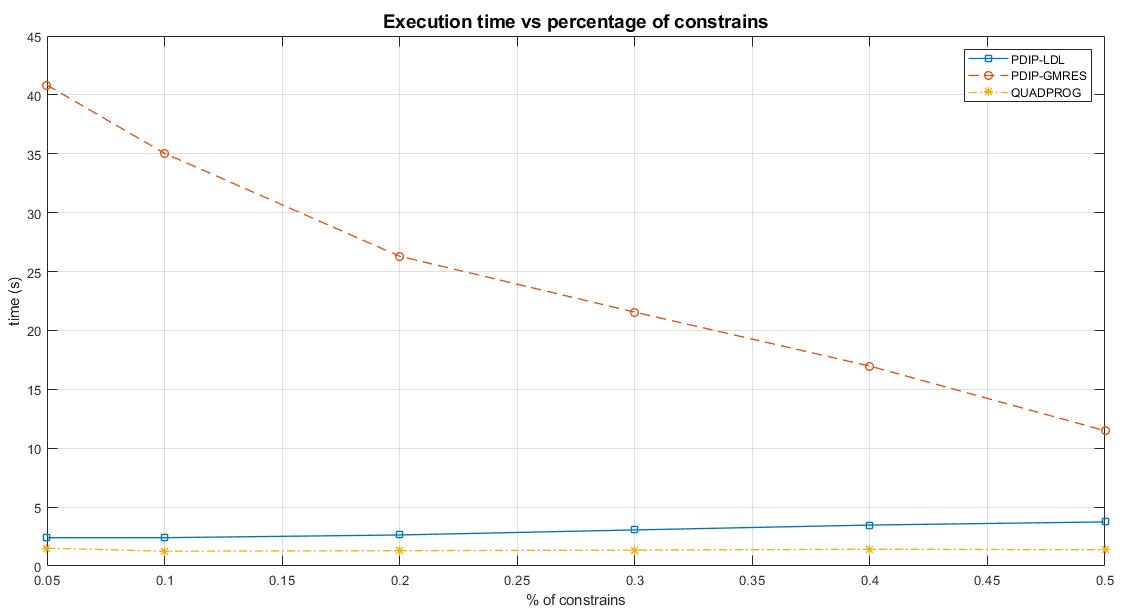 Execution time vs percentage of constrains
PDIP-LDL
PDIP-GMRES
QUADPROG
time (s)
45
40
35
30
25
20
15
10
5
0
0.05 0.1 0.15 0.2 0.25 0.3 0.35 0.4 0.45 0.5
% of constrains